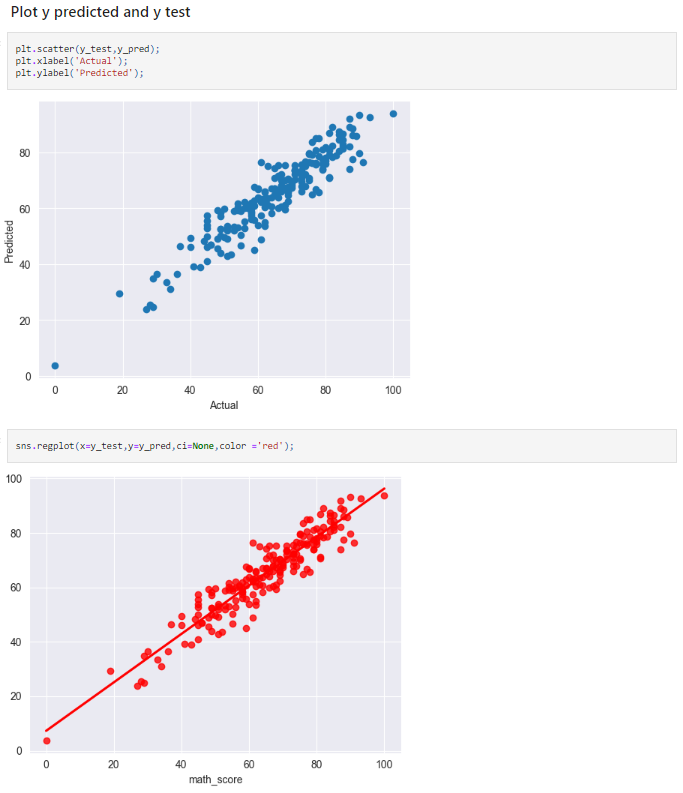 Plot y predicted and y test
plt.scatter(y_test,y_pred);
plt.xlabel('Actual');
plt.ylabel('Predicted');
80
60
40
20
0
Predicted
0 20 40 60 80 100
Actual
sns.regplot(x=y_test,y=y_pred,ci=None,color ='red');
100
80
60
40
20
0
0 20 40 60 80 100
math_score